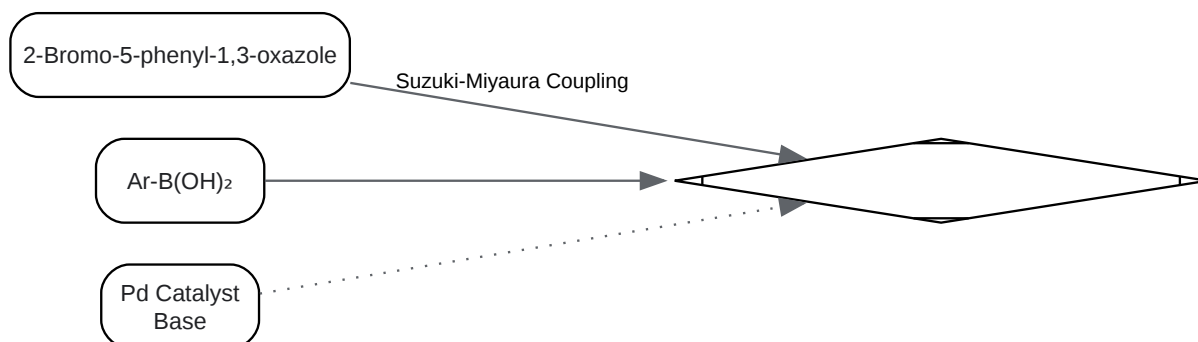 2-Bromo-5-phenyl-1,3-oxazole
Suzuki-Miyaura Coupling
Ar-B(OH)₂
Pd Catalyst
Base